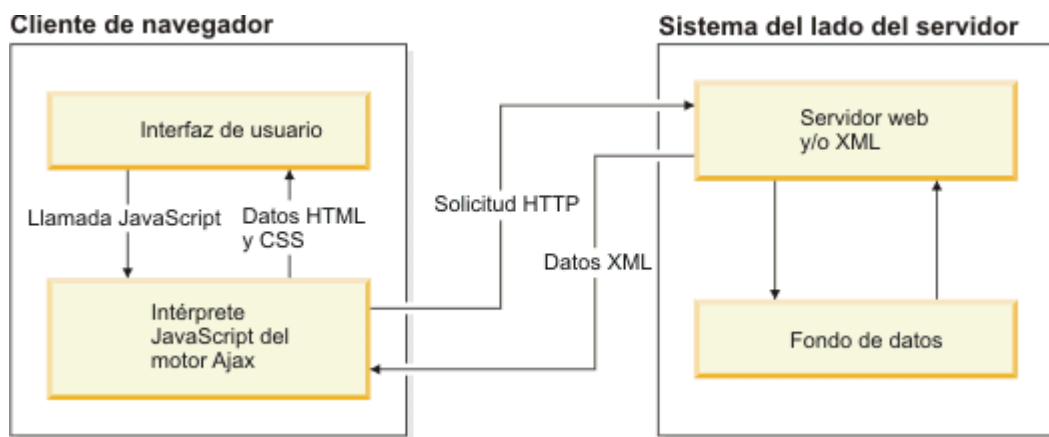 Cliente de navegador
Sistema del lado del servidor
Interfaz de usuario
Servidor web
y/o XML
Llamada JavaScript
Datos HTML
y CSS
Solicitud HTTP
Datos XML
Intérprete
JavaScript del
motor Ajax
Fondo de datos